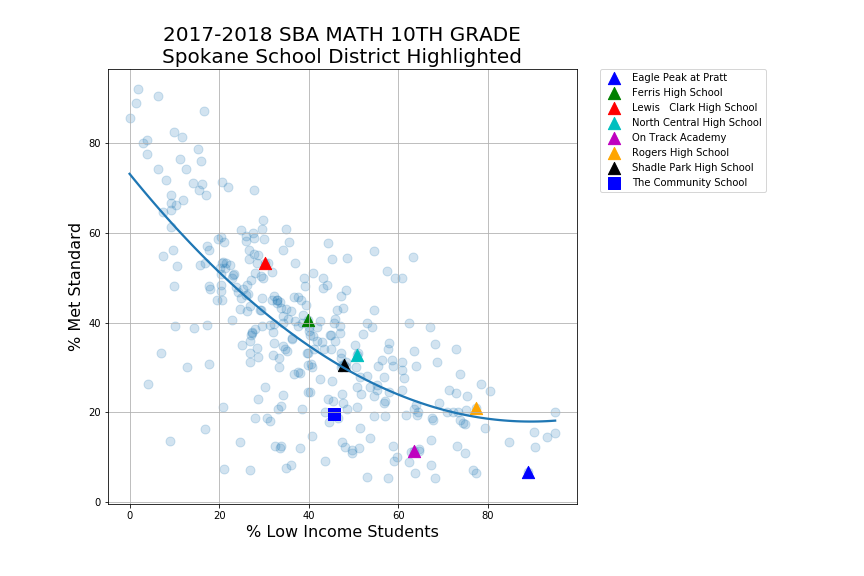 2017-2018 SBA MATH 10TH GRADE
Spokane School District Highlighted
Eagle Peak at Pratt
Ferris High School
Lewis   Clark High School
North Central High School
On Track Academy
Rogers High School
Shadle Park High School
The Community School
% Met Standard
80
60
40
20
0
0 20 40 60 80
% Low Income Students